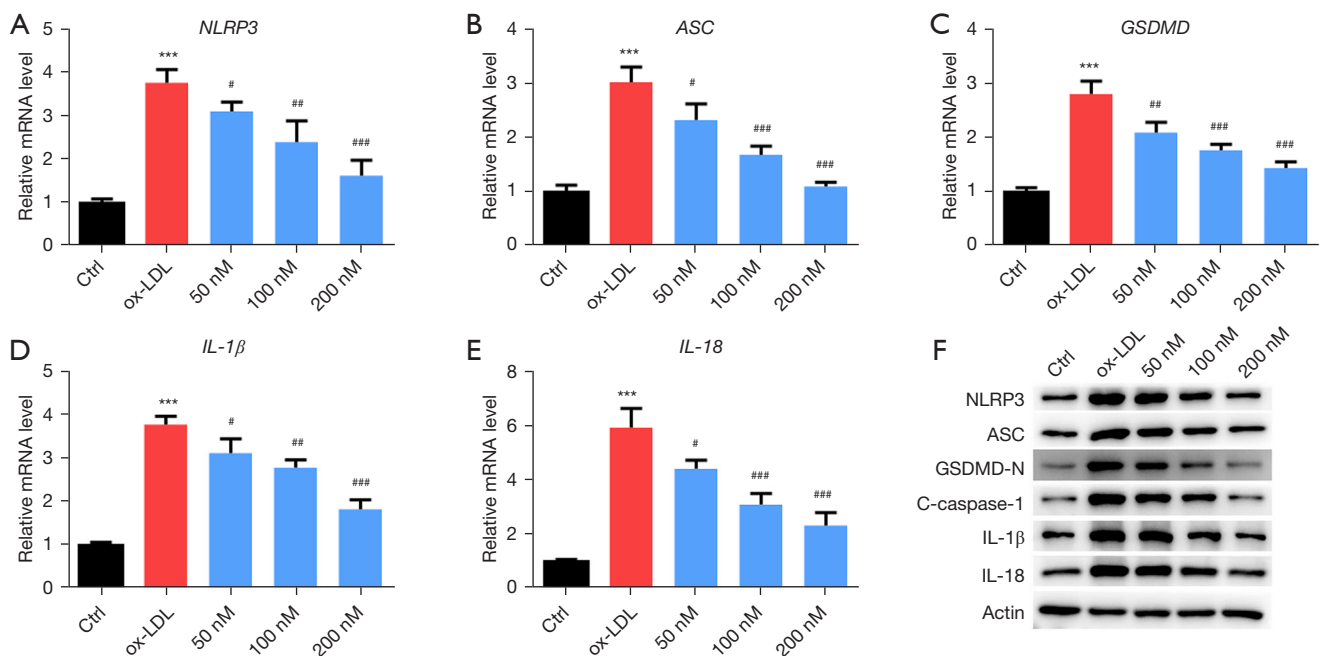 A
NLRP3
Relative mRNA level
5
4
3
2
1
0
***
#
##
###
Ctrl
ox-LDL
50 nM
100 nM
200 nM
B
ASC
Relative mRNA level
4
3
2
1
0
***
#
###
###
Ctrl
ox-LDL
50 nM
100 nM
200 nM
C
GSDMD
Relative mRNA level
4
3
2
1
0
***
##
###
###
Ctrl
ox-LDL
50 nM
100 nM
200 nM
D
IL-1β
Relative mRNA level
5
4
3
2
1
0
***
#
##
###
Ctrl
ox-LDL
50 nM
100 nM
200 nM
E
IL-18
Relative mRNA level
8
6
4
2
0
***
#
###
###
Ctrl
ox-LDL
50 nM
100 nM
200 nM
F
Ctrl
ox-LDL
50 nM
100 nM
200 nM
NLRP3
ASC
GSDMD-N
C-caspase-1
IL-1β
IL-18
Actin